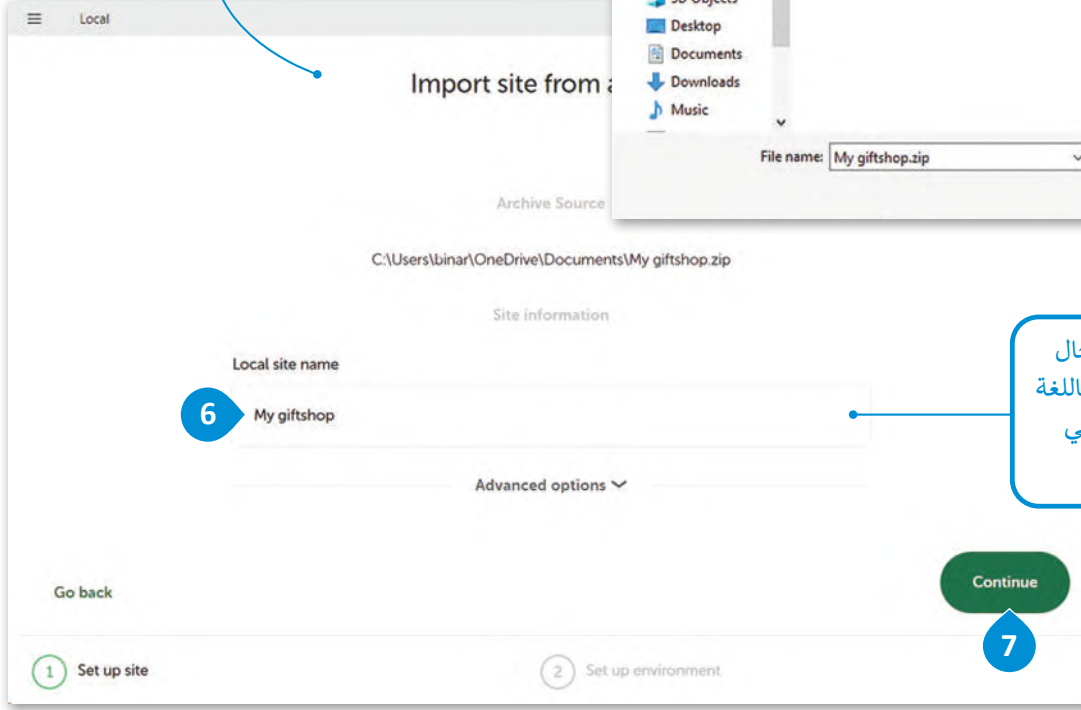 Local
Import site from a
Desktop
Documents
Downloads
Music
File name: My giftshop.zip
Archive Source
C:\Users\binar\OneDrive\Documents\My giftshop.zip
Site information
Local site name
6
My giftshop
Advanced options
باللغة
Go back
Continue
7
1 Set up site
2 Set up environment